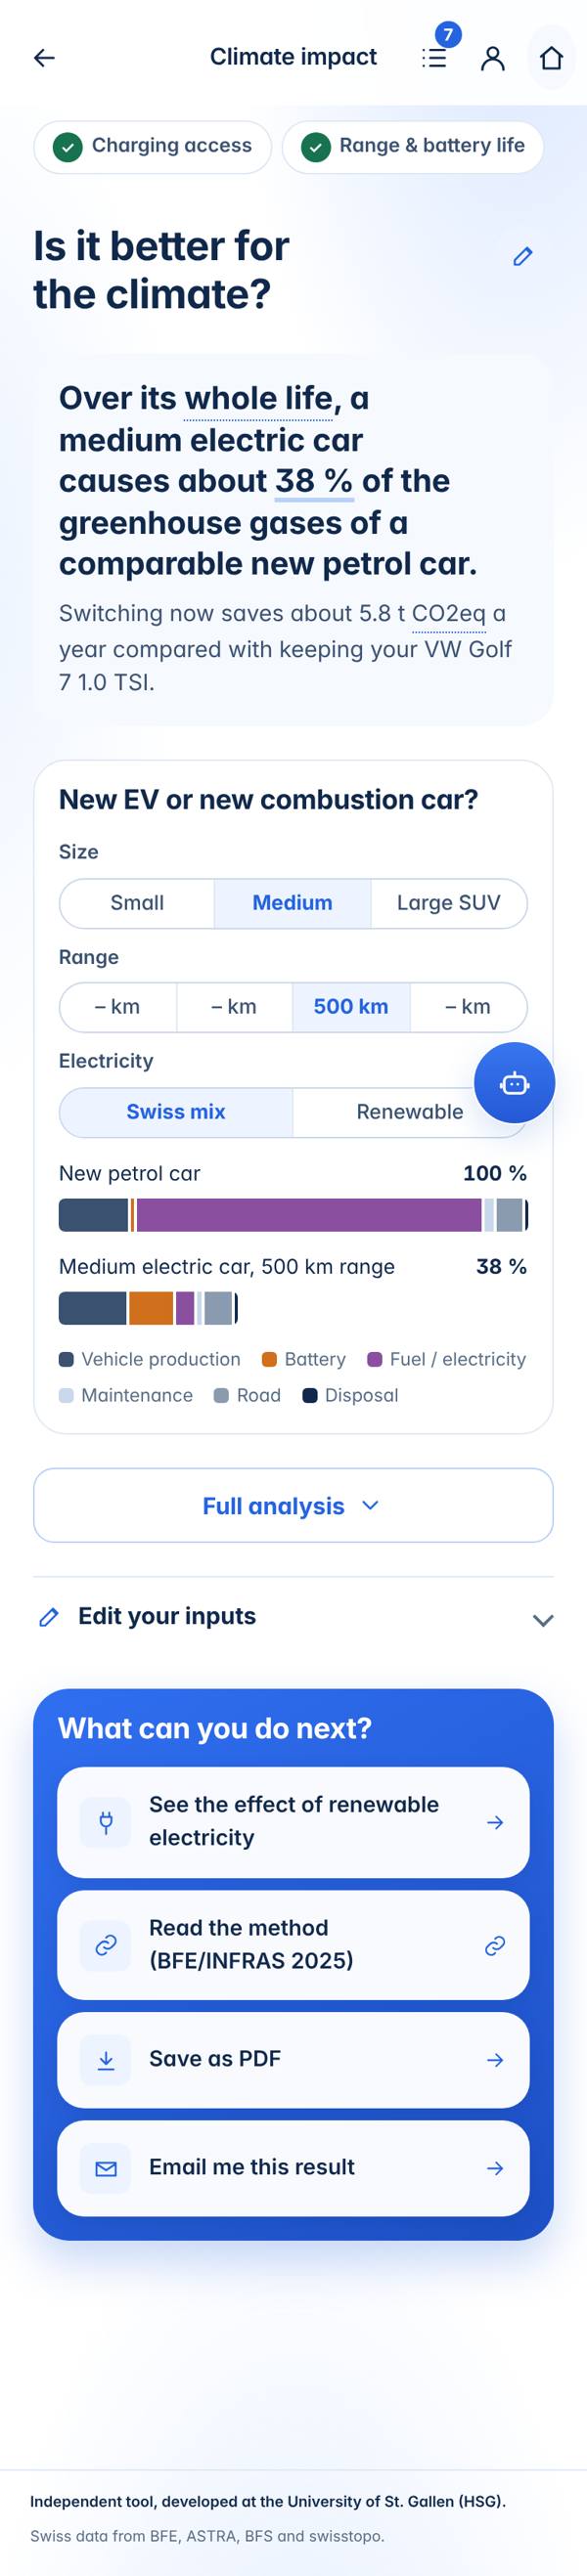 7
Climate impact
Charging access
Range & battery life
Is it better for
the climate?
Over its whole life, a
medium electric car
causes about 38 % of the
greenhouse gases of a
comparable new petrol car.
Switching now saves about 5.8 t CO2eq a
year compared with keeping your VW Golf
7 1.0 TSI.
New EV or new combustion car?
Size
Small Medium Large SUV
Range
– km – km 500 km – km
Electricity
Swiss mix Renewable
New petrol car 100 %
Medium electric car, 500 km range 38 %
Vehicle production Battery Fuel / electricity
Maintenance Road Disposal
Full analysis
Edit your inputs
What can you do next?
See the effect of renewable
electricity
Read the method
(BFE/INFRAS 2025)
Save as PDF
Email me this result
Independent tool, developed at the University of St. Gallen (HSG).
Swiss data from BFE, ASTRA, BFS and swisstopo.